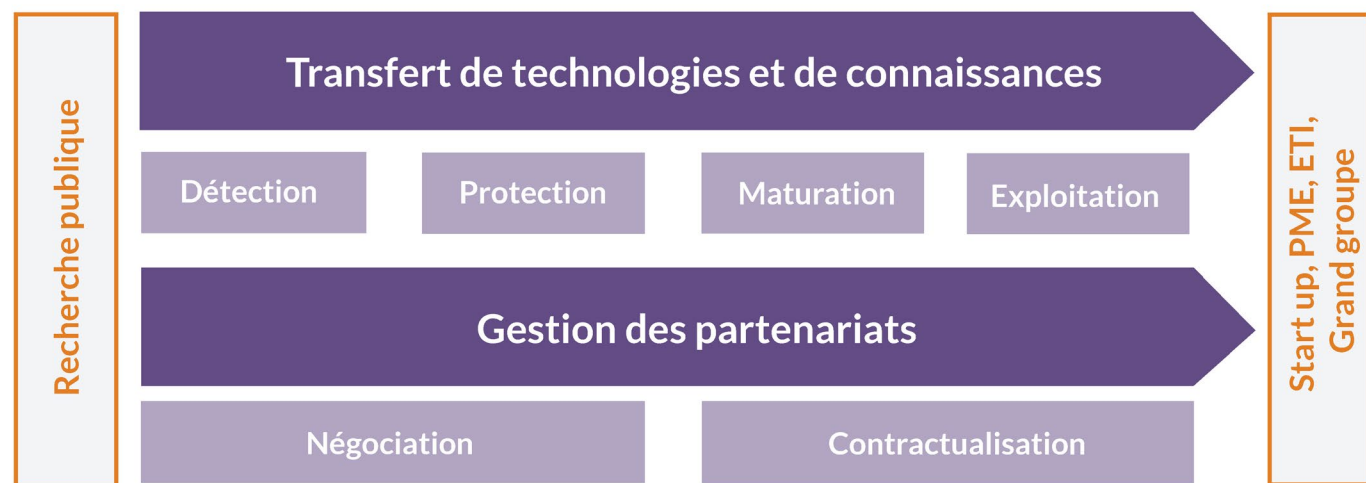 Recherche publique
Transfert de technologies et de connaissances
Détection
Protection
Maturation
Exploitation
Gestion des partenariats
Négociation
Contractualisation
Start up, PME, ETI,
Grand groupe